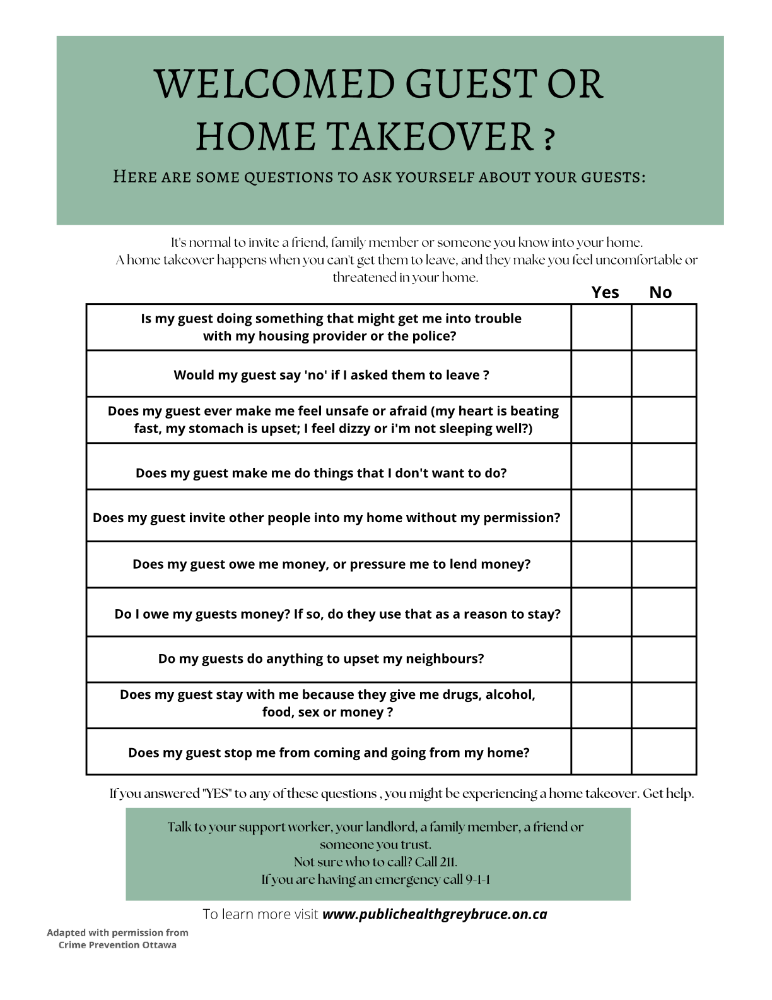 WELCOMED GUEST OR
HOME TAKEOVER ?
HERE ARE SOME QUESTIONS TO ASK YOURSELF ABOUT YOUR GUESTS:
It's normal to invite a friend, family member or someone you know into your home.
A home takeover happens when you can't get them to leave, and they make you feel uncomfortable or
threatened in your home.
Yes No
Is my guest doing something that might get me into trouble
with my housing provider or the police?
Would my guest say 'no' if I asked them to leave ?
Does my guest ever make me feel unsafe or afraid (my heart is beating
fast, my stomach is upset; I feel dizzy or i'm not sleeping well?)
Does my guest make me do things that I don't want to do?
Does my guest invite other people into my home without my permission?
Does my guest owe me money, or pressure me to lend money?
Do I owe my guests money? If so, do they use that as a reason to stay?
Do my guests do anything to upset my neighbours?
Does my guest stay with me because they give me drugs, alcohol,
food, sex or money ?
Does my guest stop me from coming and going from my home?
If you answered "YES" to any of these questions , you might be experiencing a home takeover. Get help.
Talk to your support worker, your landlord, a family member, a friend or
someone you trust.
Not sure who to call? Call 211.
If you are having an emergency call 9-1-1
To learn more visit www.publichealthgreybruce.on.ca
Adapted with permission from
Crime Prevention Ottawa